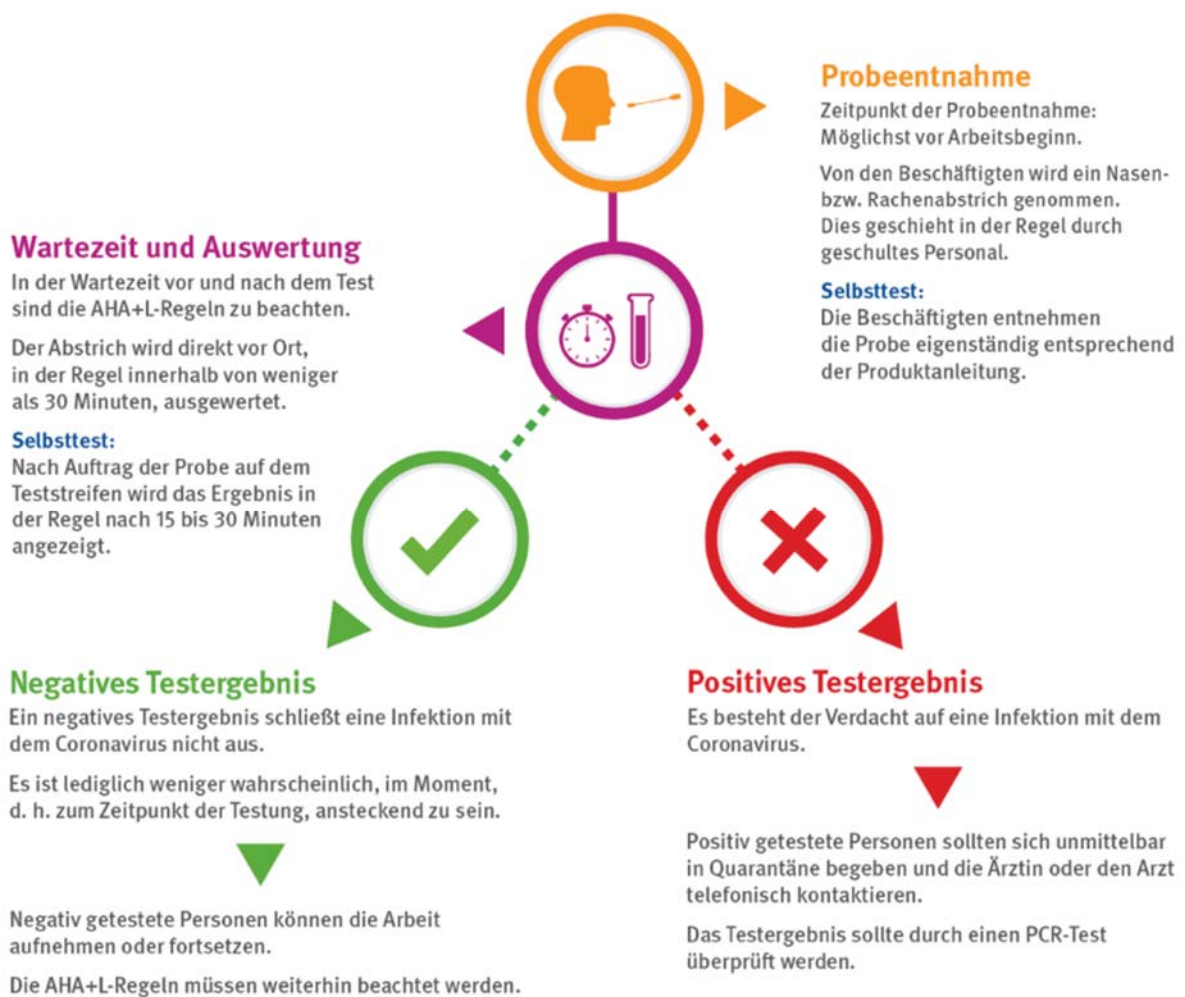 Probeentnahme
Zeitpunkt der Probeentnahme:
Möglichst vor Arbeitsbeginn.
Von den Beschäftigten wird ein Nasen-
bzw. Rachenabstrich genommen.
Dies geschieht in der Regel durch
geschultes Personal.
Selbsttest:
Die Beschäftigten entnehmen
die Probe eigenständig entsprechend
der Produktanleitung.
Wartezeit und Auswertung
In der Wartezeit vor und nach dem Test
sind die AHA+L-Regeln zu beachten.
Der Abstrich wird direkt vor Ort,
in der Regel innerhalb von weniger
als 30 Minuten, ausgewertet.
Selbsttest:
Nach Auftrag der Probe auf dem
Teststreifen wird das Ergebnis in
der Regel nach 15 bis 30 Minuten
angezeigt.
Negatives Testergebnis
Ein negatives Testergebnis schließt eine Infektion mit
dem Coronavirus nicht aus.
Es ist lediglich weniger wahrscheinlich, im Moment,
d. h. zum Zeitpunkt der Testung, ansteckend zu sein.
Negativ getestete Personen können die Arbeit
aufnehmen oder fortsetzen.
Die AHA+L-Regeln müssen weiterhin beachtet werden.
Positives Testergebnis
Es besteht der Verdacht auf eine Infektion mit dem
Coronavirus.
Positiv getestete Personen sollten sich unmittelbar
in Quarantäne begeben und die Ärztin oder den Arzt
telefonisch kontaktieren.
Das Testergebnis sollte durch einen PCR-Test
überprüft werden.